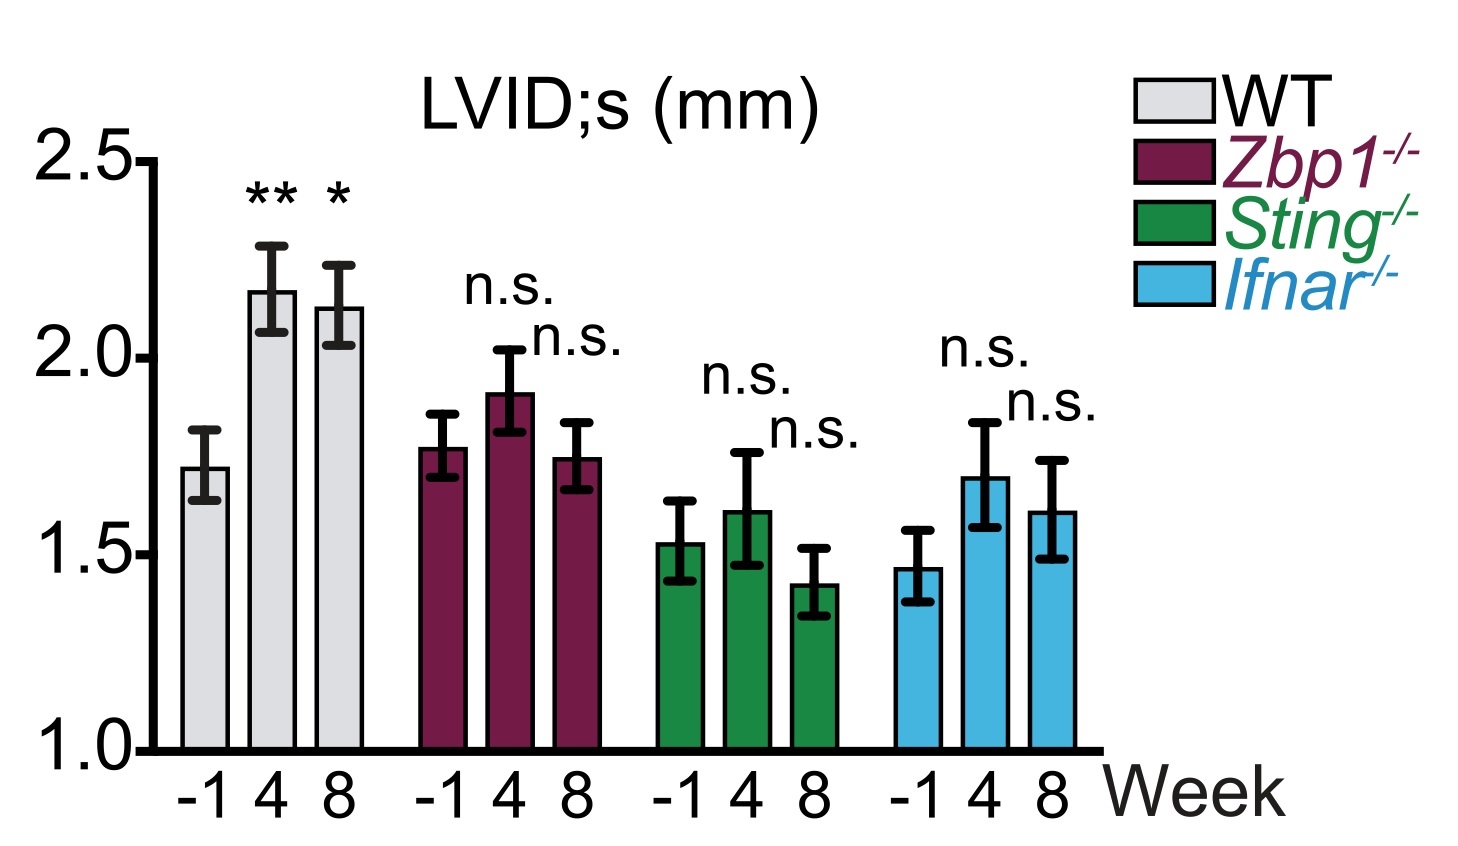 LVID;s (mm)
WT
Zbp1-/-
Sting-/-
Ifnar-/-
2.5
2.0
1.5
1.0
** *
n.s.
n.s.
n.s.
n.s.
n.s.
n.s.
-1 4 8 -1 4 8 -1 4 8 -1 4 8 Week